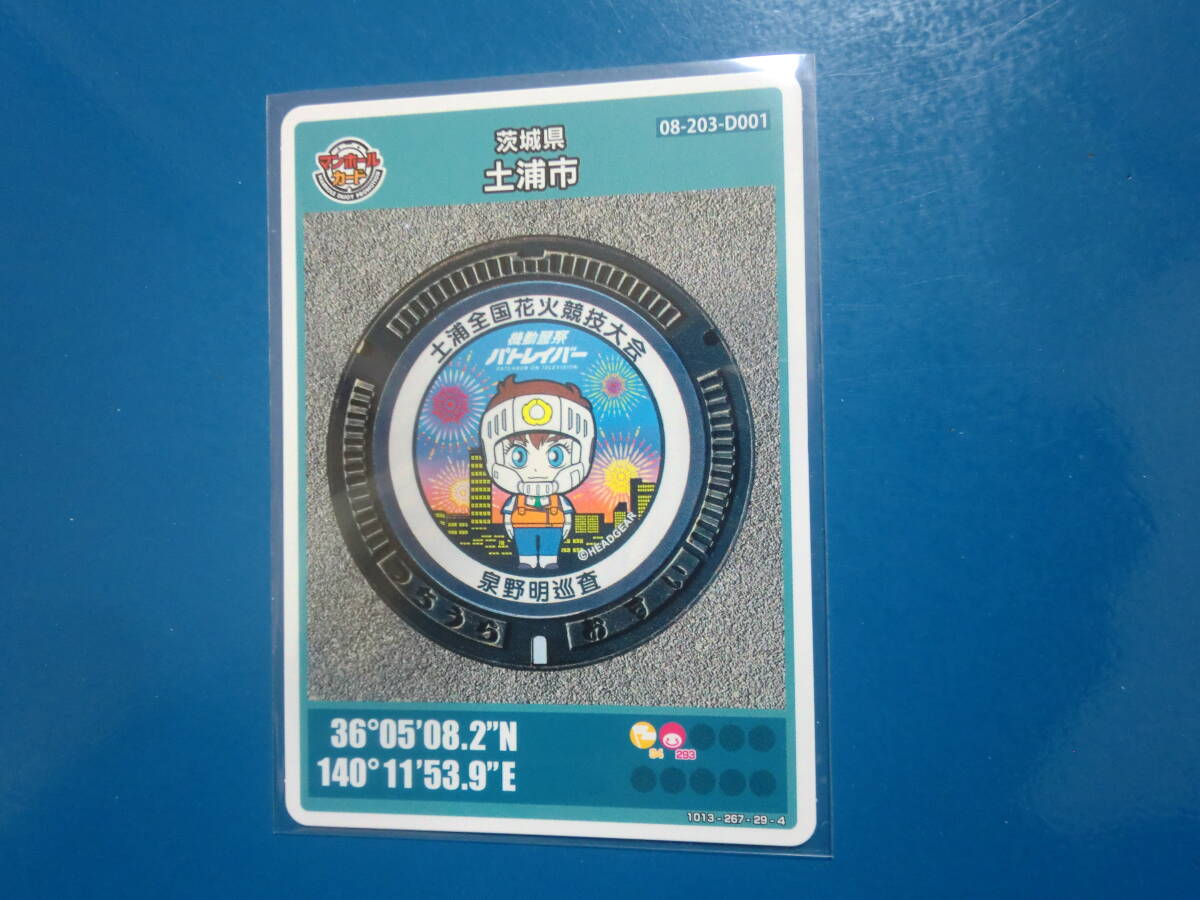 08-203-D001
茨城県
土浦市
マンホール
カード
土浦全国花火競技大会
機動警察
パトレイバー
PATLABOR ON TELEVISION
©HEADGEAR
泉野明巡査
つちうら
おすい
36°05'08.2"N
140°11'53.9"E
84
293
1013-267-29-4